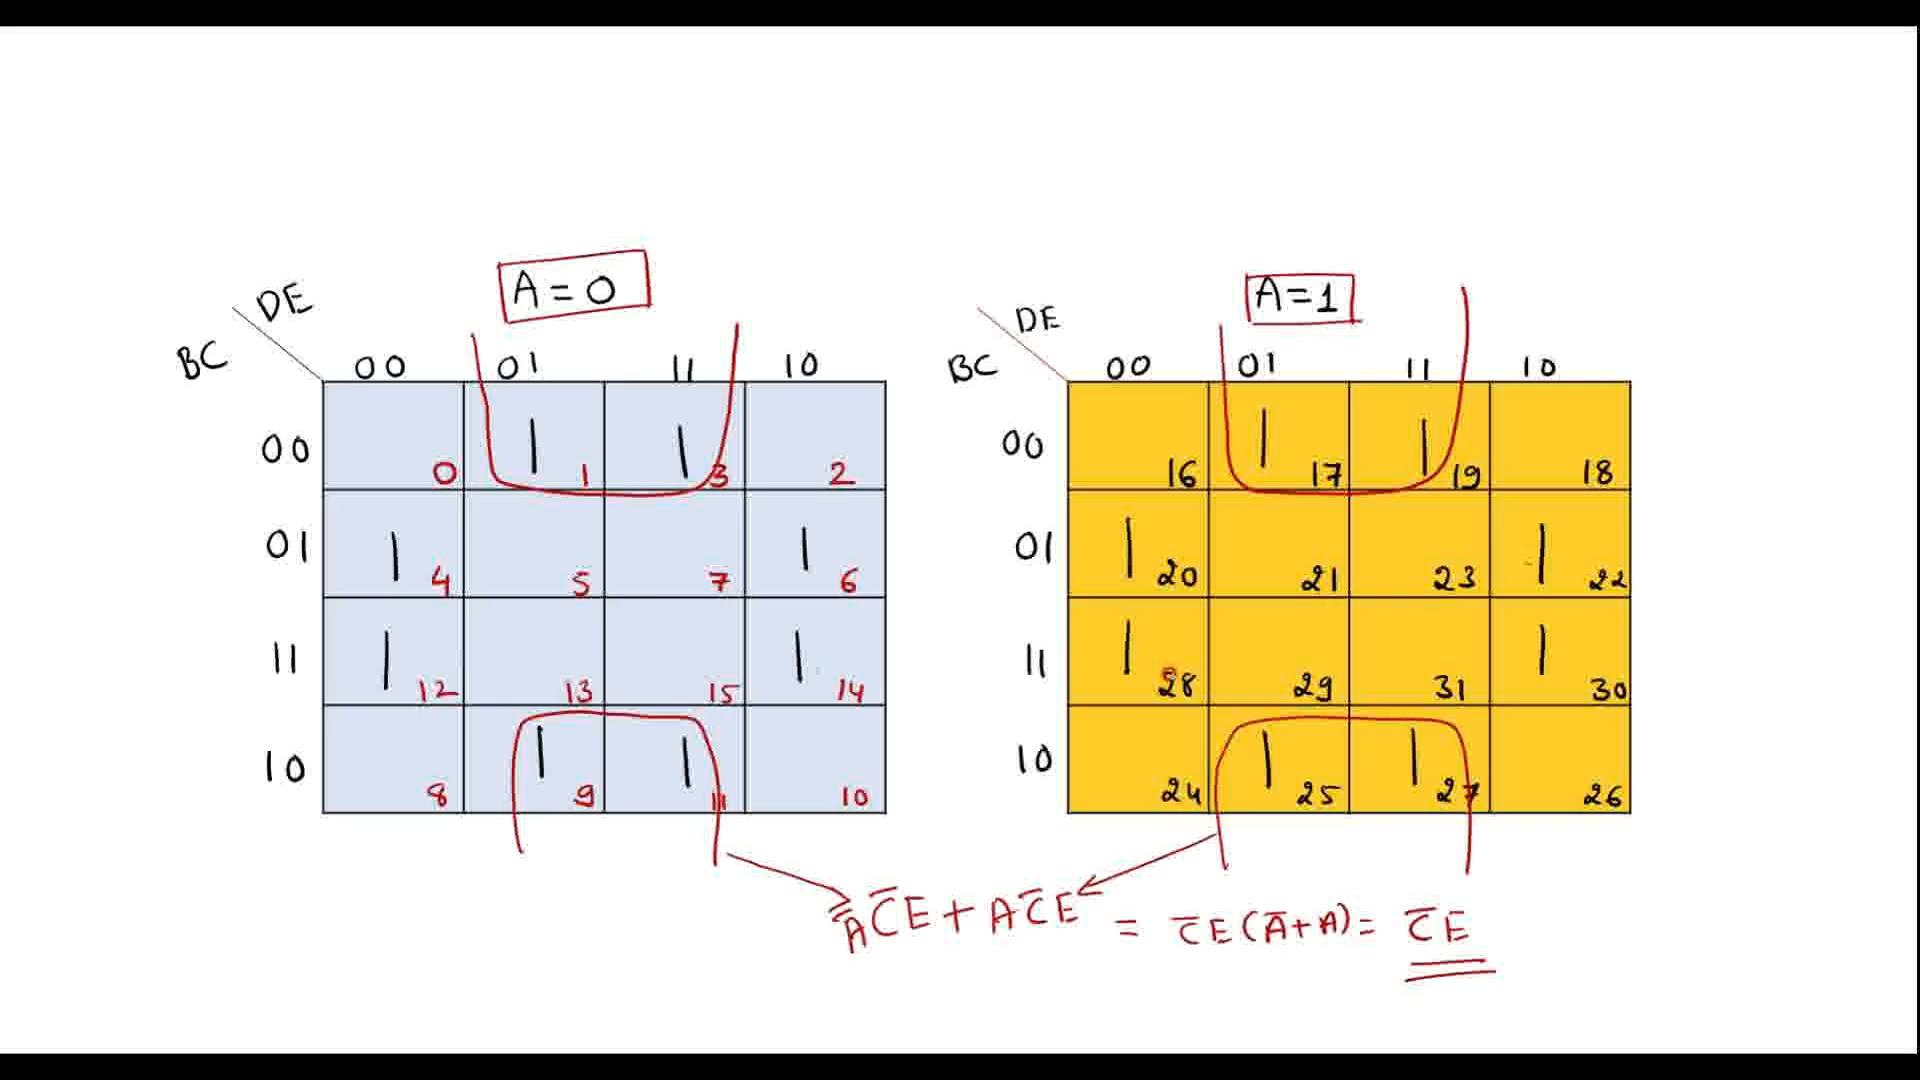 A = 0
A = 1
DE
DE
BC
00 01 11 10
BC
00 01 11 10
00
1 1
0 1 3 2
00
1 1
16 17 19 18
01
1 1
4 5 7 6
01
1 1
20 21 23 22
11
1 1
12 13 15 14
11
1 1
28 29 31 30
10
1 1
8 9 11 10
10
1 1
24 25 27 26
A̅C̅E + AC̅E = C̅E(A̅+A) = C̅E